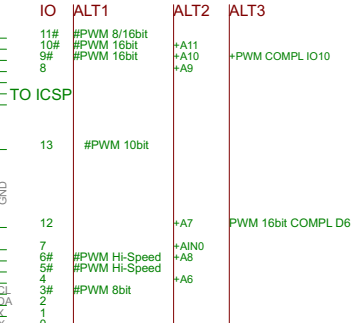 IO ALT1 ALT2 ALT3
11# #PWM 8/16bit
10# #PWM 16bit +A11
9# #PWM 16bit +A10 +PWM COMPL IO10
8 +A9
TO ICSP
13 #PWM 10bit
GND
12 +A7 PWM 16bit COMPL D6
7 +AIN0
6# #PWM Hi-Speed +A8
5# #PWM Hi-Speed
4 +A6
3# #PWM 8bit
2
1